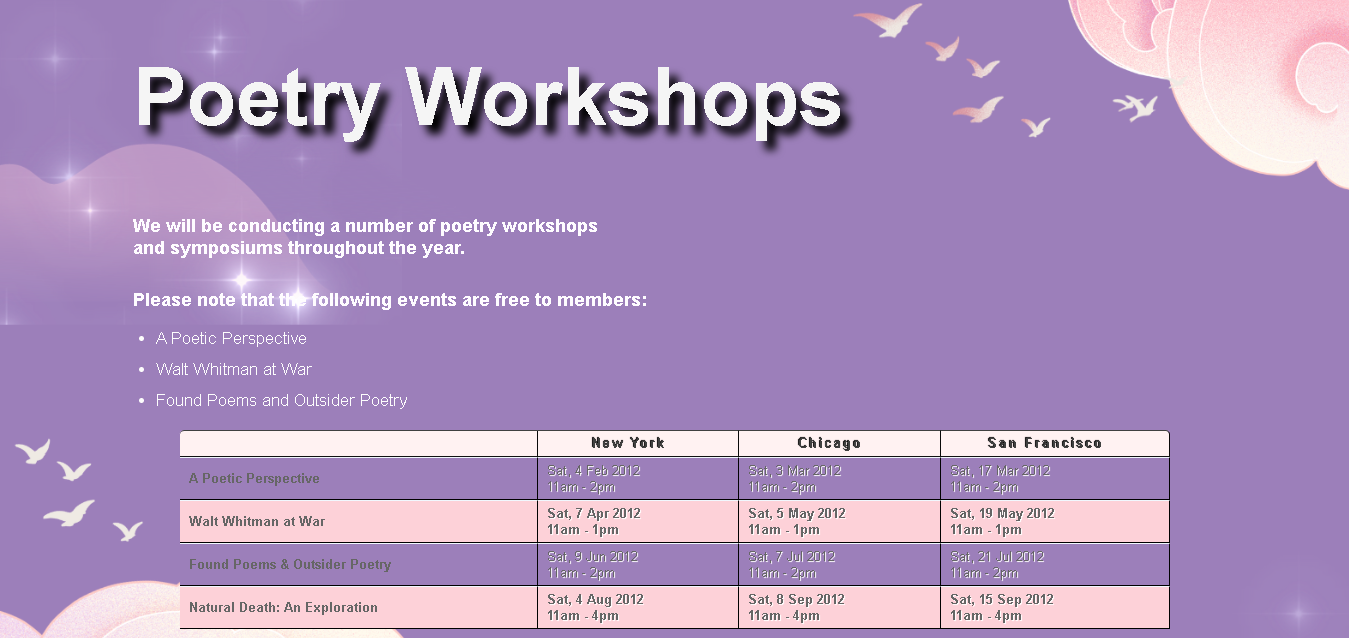 Poetry Workshops
We will be conducting a number of poetry workshops
and symposiums throughout the year.
Please note that the following events are free to members:
• A Poetic Perspective
• Walt Whitman at War
• Found Poems and Outsider Poetry
New York Chicago San Francisco
A Poetic Perspective Sat, 4 Feb 2012 Sat, 3 Mar 2012 Sat, 17 Mar 2012
11am - 2pm 11am - 2pm 11am - 2pm
Walt Whitman at War Sat, 7 Apr 2012 Sat, 5 May 2012 Sat, 19 May 2012
11am - 1pm 11am - 1pm 11am - 1pm
Found Poems & Outsider Poetry Sat, 9 Jun 2012 Sat, 7 Jul 2012 Sat, 21 Jul 2012
11am - 2pm 11am - 2pm 11am - 2pm
Natural Death: An Exploration Sat, 4 Aug 2012 Sat, 8 Sep 2012 Sat, 15 Sep 2012
11am - 4pm 11am - 4pm 11am - 4pm